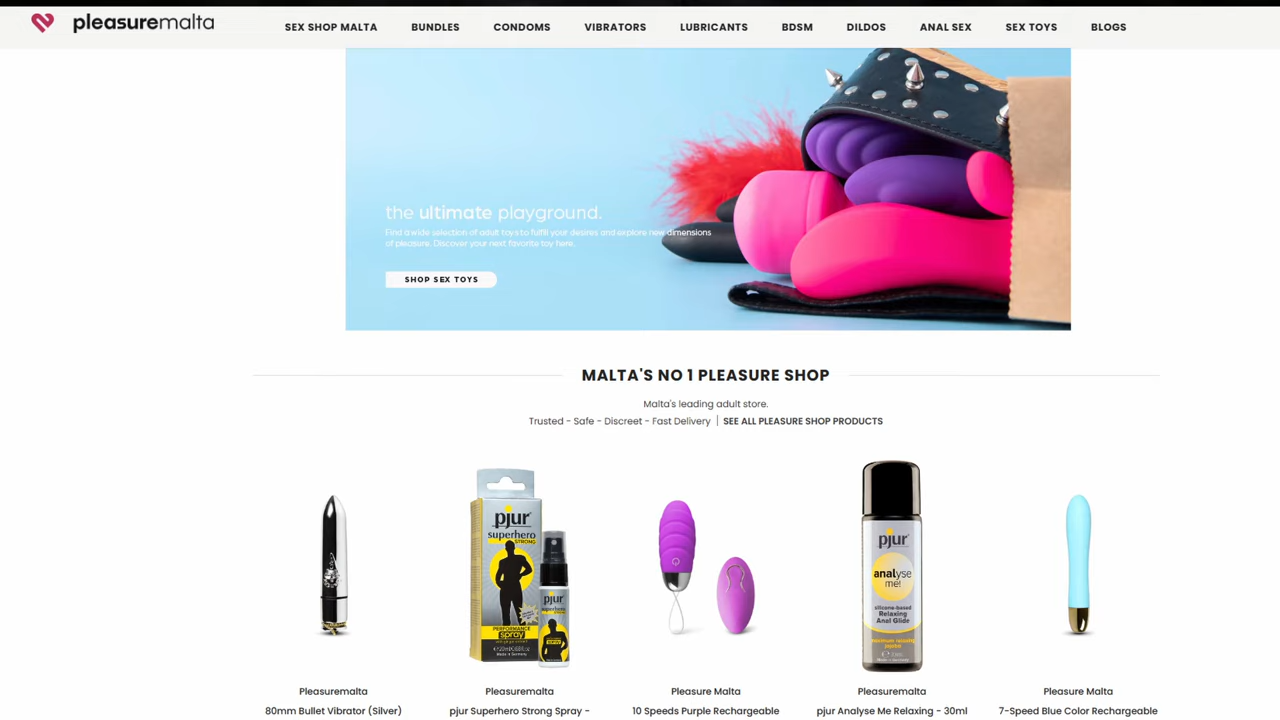 pleasuremalta
SEX SHOP MALTA BUNDLES CONDOMS VIBRATORS LUBRICANTS BDSM DILDOS ANAL SEX SEX TOYS BLOGS
the ultimate playground.
Find a wide selection of adult toys to fulfill your desires and explore new dimensions
of pleasure. Discover your next favorite toy here.
SHOP SEX TOYS
MALTA'S NO 1 PLEASURE SHOP
Malta's leading adult store.
Trusted - Safe - Discreet - Fast Delivery | SEE ALL PLEASURE SHOP PRODUCTS
pjur
superhero
STRONG
PERFORMANCE
spray
pjur
superhero
spray
pjur
analyse
me!
silicone-based
Relaxing
Anal Glide
Pleasuremalta
80mm Bullet Vibrator (Silver)
Pleasuremalta
pjur Superhero Strong Spray -
Pleasure Malta
10 Speeds Purple Rechargeable
Pleasuremalta
pjur Analyse Me Relaxing - 30ml
Pleasure Malta
7-Speed Blue Color Rechargeable